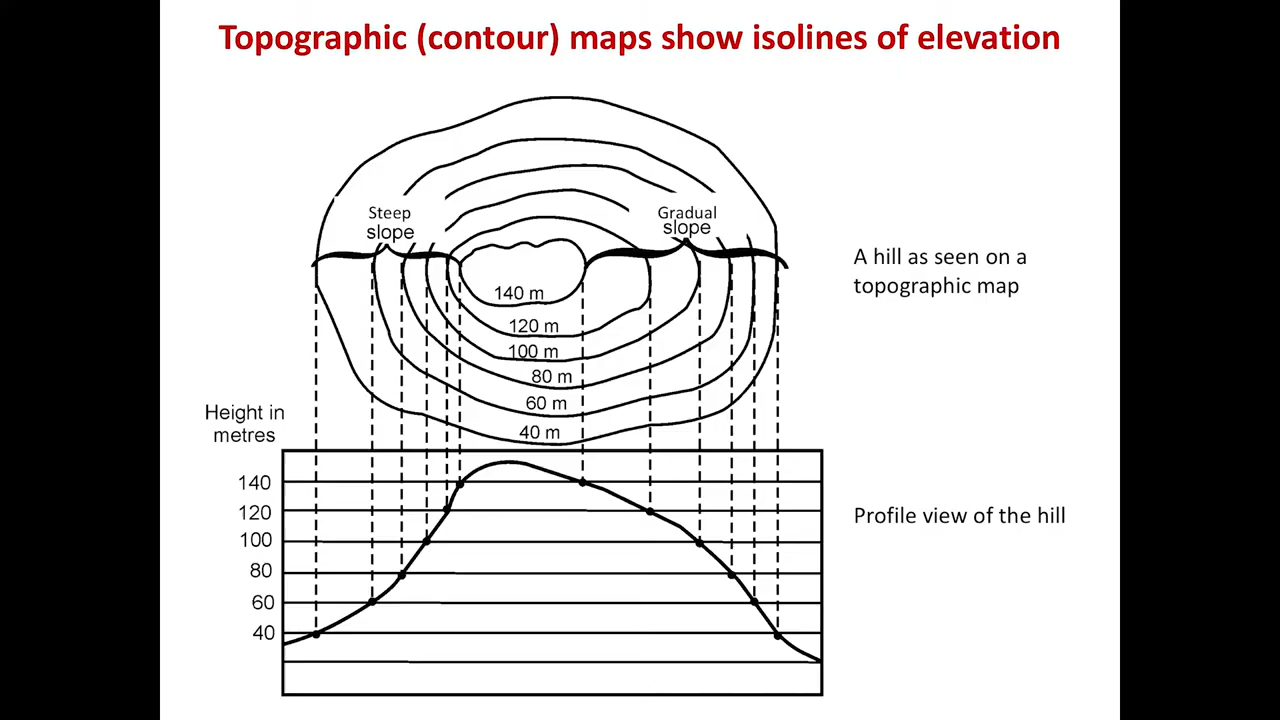 Topographic (contour) maps show isolines of elevation
Steep
slope
Gradual
slope
A hill as seen on a
topographic map
140 m
120 m
100 m
80 m
60 m
40 m
Height in
metres
140
120
100
80
60
40
Profile view of the hill